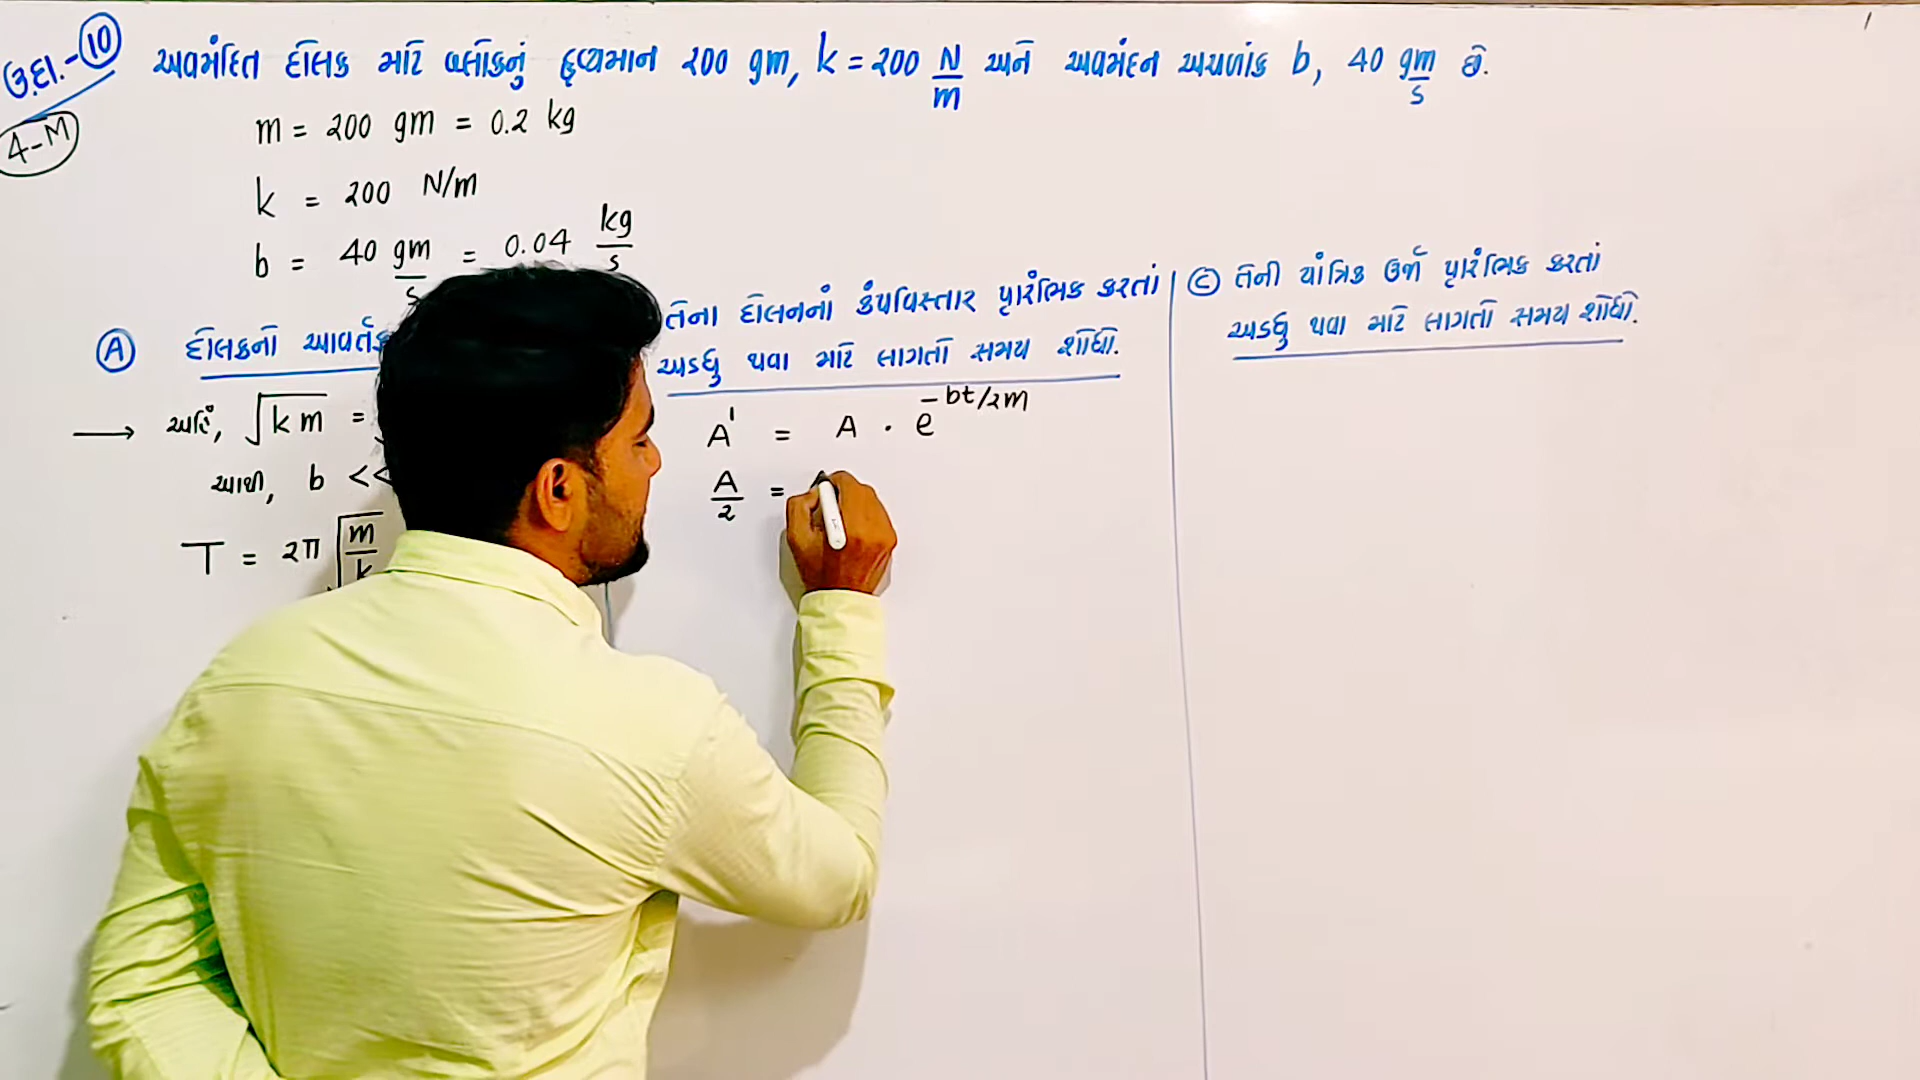 ઉદા.-10 અવમંદિત દોલક માટે બ્લોકનું દ્રવ્યમાન 200 gm, k = 200 N/m અને અવમંદન અચળાંક b, 40 gm/s છે.
4-M
m = 200 gm = 0.2 kg
k = 200 N/m
b = 40 gm/s = 0.04 kg/s
A દોલકનો
→ અહિં, √km =
આથી, b <<
T = 2π √m/k
તેના દોલનનાં કંપવિસ્તાર પ્રારંભિક કરતાં
અડધુ થવા માટે લાગતો સમય શોધો.
A' = A · e^-bt/2m
A/2 =
C તેની યાંત્રિક ઉર્જા પ્રારંભિક કરતાં
અડધુ થવા માટે લાગતો સમય શોધો.